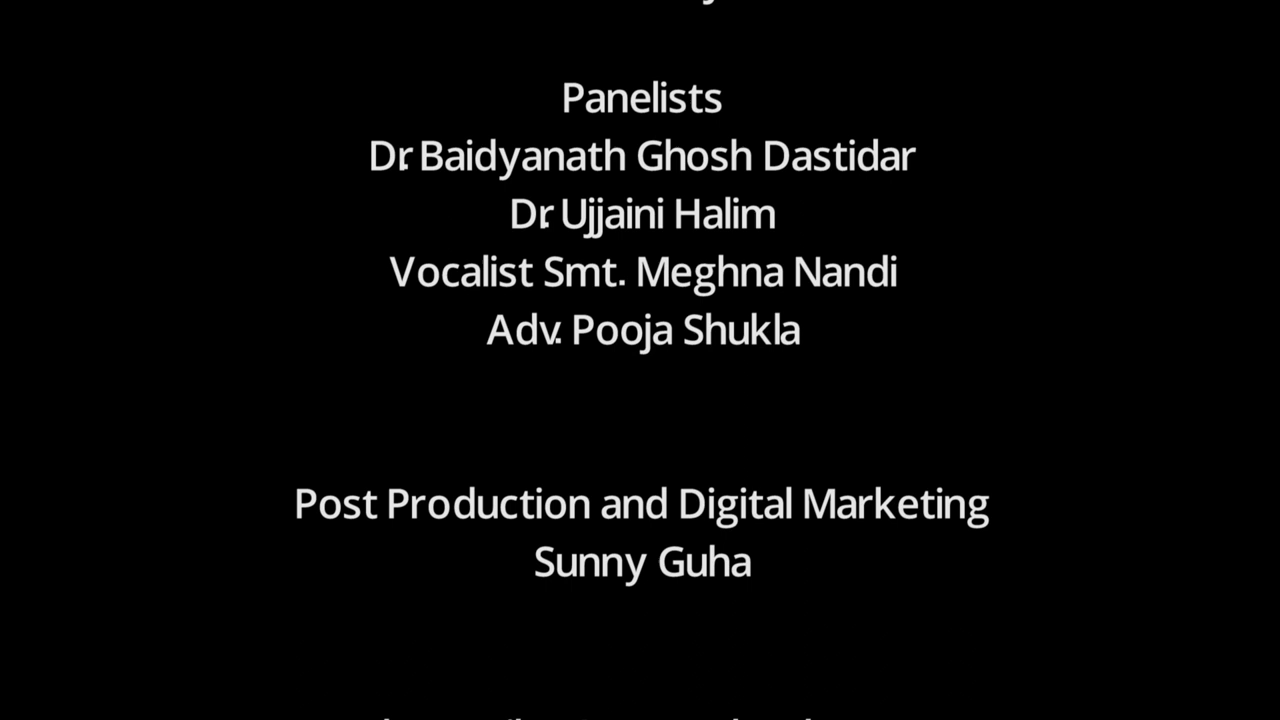 Panelists
Dr. Baidyanath Ghosh Dastidar
Dr. Ujjaini Halim
Vocalist Smt. Meghna Nandi
Adv. Pooja Shukla
Post Production and Digital Marketing
Sunny Guha